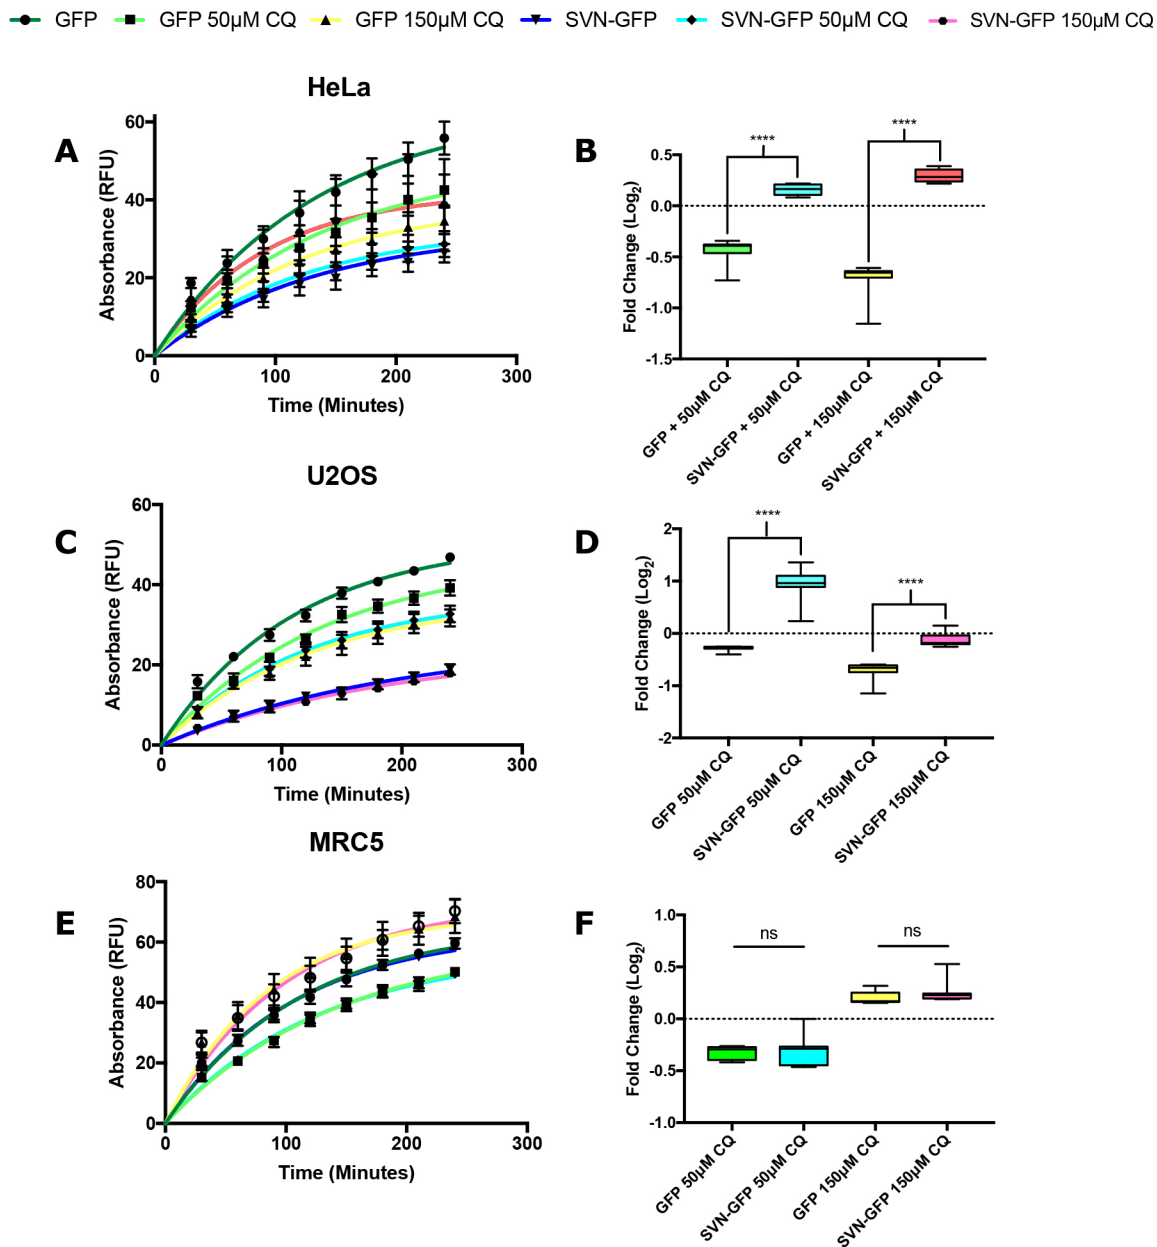 GFP GFP 50µM CQ GFP 150µM CQ SVN-GFP SVN-GFP 50µM CQ SVN-GFP 150µM CQ
HeLa
A
Absorbance (RFU)
60
40
20
0
0 100 200 300
Time (Minutes)
B
Fold Change (Log2)
0.5
0.0
-0.5
-1.0
-1.5
****
****
GFP + 50µM CQ
SVN-GFP + 50µM CQ
GFP + 150µM CQ
SVN-GFP + 150µM CQ
U2OS
C
Absorbance (RFU)
60
40
20
0
0 100 200 300
Time (Minutes)
D
Fold Change (Log2)
2
1
0
-1
-2
****
****
GFP 50µM CQ
SVN-GFP 50µM CQ
GFP 150µM CQ
SVN-GFP 150µM CQ
MRC5
E
Absorbance (RFU)
80
60
40
20
0
0 100 200 300
Time (Minutes)
F
Fold Change (Log2)
1.0
0.5
0.0
-0.5
-1.0
ns
ns
GFP 50µM CQ
SVN-GFP 50µM CQ
GFP 150µM CQ
SVN-GFP 150µM CQ